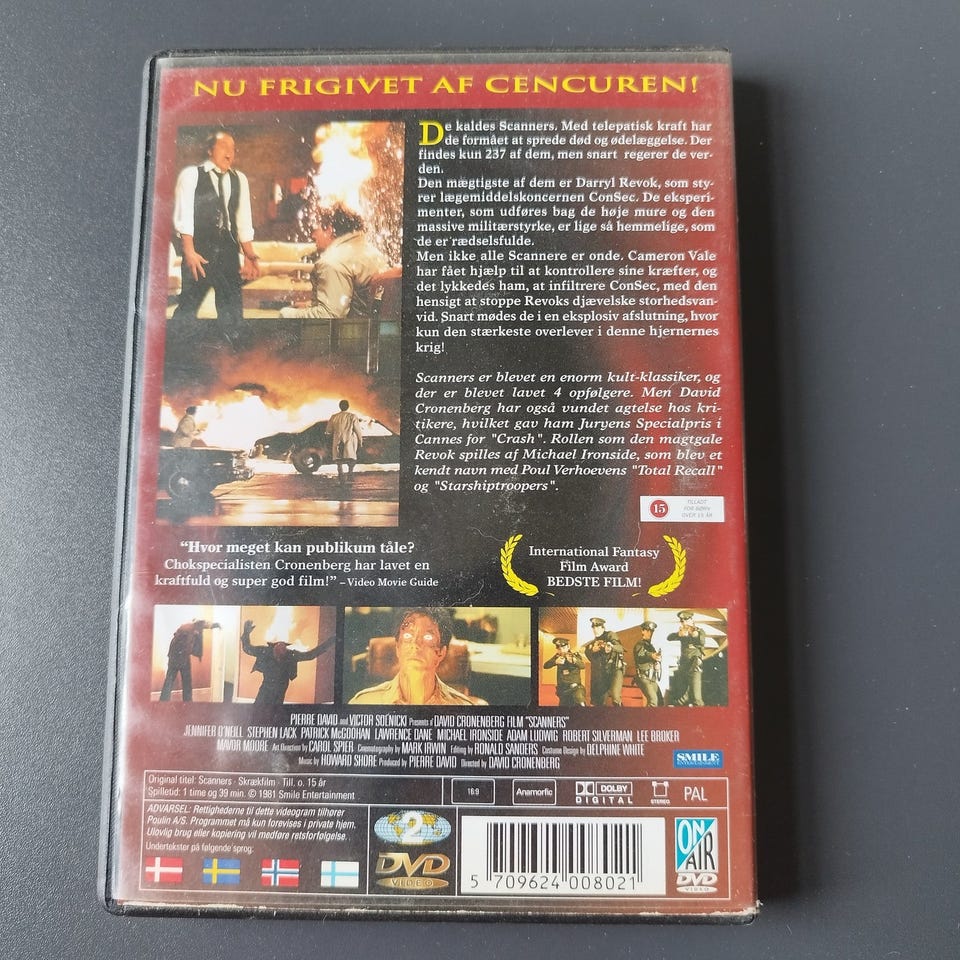 NU FRIGIVET AF CENCUREN!
De kaldes Scanners. Med telepatisk kraft har
de formået at sprede død og ødelæggelse. Der
findes kun 237 af dem, men snart regerer de ver-
den.
Den mægtigste af dem er Darryl Revok, som sty-
rer lægemiddelskoncernen ConSec. De eksperi-
menter, som udføres bag de høje mure og den
massive militærstyrke, er lige så hemmelige, som
de er rædselsfulde.
Men ikke alle Scannere er onde. Cameron Vale
har fået hjælp til at kontrollere sine kræfter, og
det lykkedes ham, at infiltrere ConSec, med den
hensigt at stoppe Revoks djævelske storhedsvan-
vid. Snart mødes de i en eksplosiv afslutning, hvor
kun den stærkeste overlever i denne hjernernes
krig!
Scanners er blevet en enorm kult-klassiker, og
der er blevet lavet 4 opfølgere. Men David
Cronenberg har også vundet agtelse hos kri-
tikere, hvilket gav ham Juryens Specialpris i
Cannes for "Crash". Rollen som den magtgale
Revok spilles af Michael Ironside, som blev et
kendt navn med Poul Verhoevens "Total Recall"
og "Starshiptroopers".
15
TILLADT
FOR BØRN
OVER 15 ÅR
"Hvor meget kan publikum tåle?
Chokspecialisten Cronenberg har lavet en
kraftfuld og super god film!" – Video Movie Guide
International Fantasy
Film Award
BEDSTE FILM!
PIERRE DAVID and VICTOR SOLNICKI Presents a DAVID CRONENBERG FILM "SCANNERS"
JENNIFER O'NEILL STEPHEN LACK PATRICK McGOOHAN LAWRENCE DANE MICHAEL IRONSIDE ADAM LUDWIG ROBERT SILVERMAN LEE BROKER
MAVOR MOORE Art Direction by CAROL SPIER Cinematography by MARK IRWIN Editing by RONALD SANDERS Costume Design by DELPHINE WHITE
Music by HOWARD SHORE Produced by PIERRE DAVID Directed by DAVID CRONENBERG
SMILE
ENTERTAINMENT
Original titel: Scanners · Skrækfilm · Till. o. 15 år
Spilletid: 1 time og 39 min. © 1981 Smile Entertainment
16:9
Anamorfic
DOLBY
DIGITAL
STEREO
PAL
ADVARSEL: Rettighederne til dette videogram tilhører
Poulin A/S. Programmet må kun forevises i private hjem.
Ulovlig brug eller kopiering vil medføre retsforfølgelse.
Undertekster på følgende sprog:
2
DVD
VIDEO
5 709624 008021
ON
AIR
DVD
VIDEO